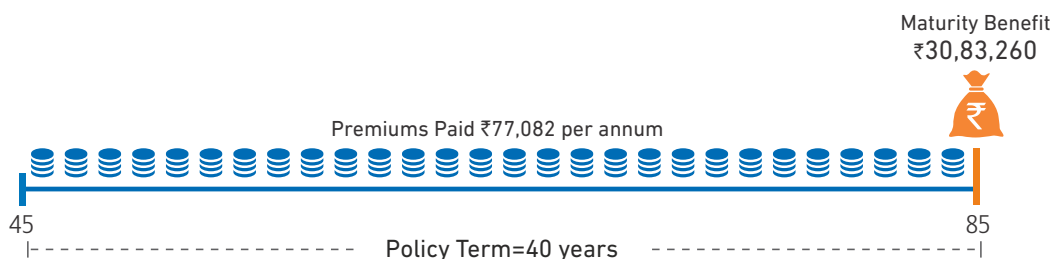 Maturity Benefit
₹30,83,260
₹
Premiums Paid ₹77,082 per annum
45
85
Policy Term=40 years